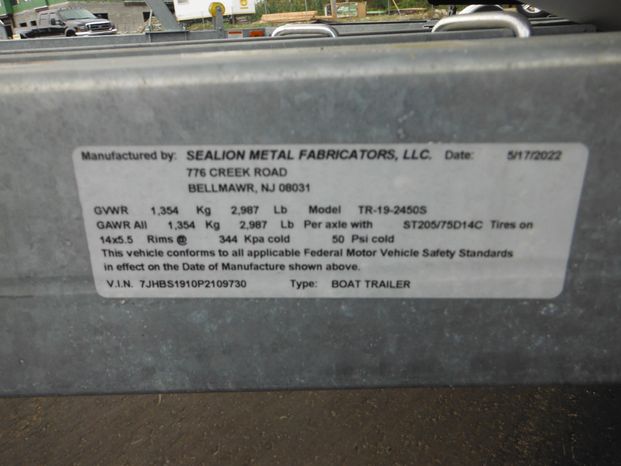 Manufactured by: SEALION METAL FABRICATORS, LLC. Date: 5/17/2022
776 CREEK ROAD
BELLMAWR, NJ 08031
GVWR 1,354 Kg 2,987 Lb Model TR-19-2450S
GAWR All 1,354 Kg 2,987 Lb Per axle with ST205/75D14C Tires on
14x5.5 Rims @ 344 Kpa cold 50 Psi cold
This vehicle conforms to all applicable Federal Motor Vehicle Safety Standards
in effect on the Date of Manufacture shown above.
V.I.N. 7JHBS1910P2109730 Type: BOAT TRAILER